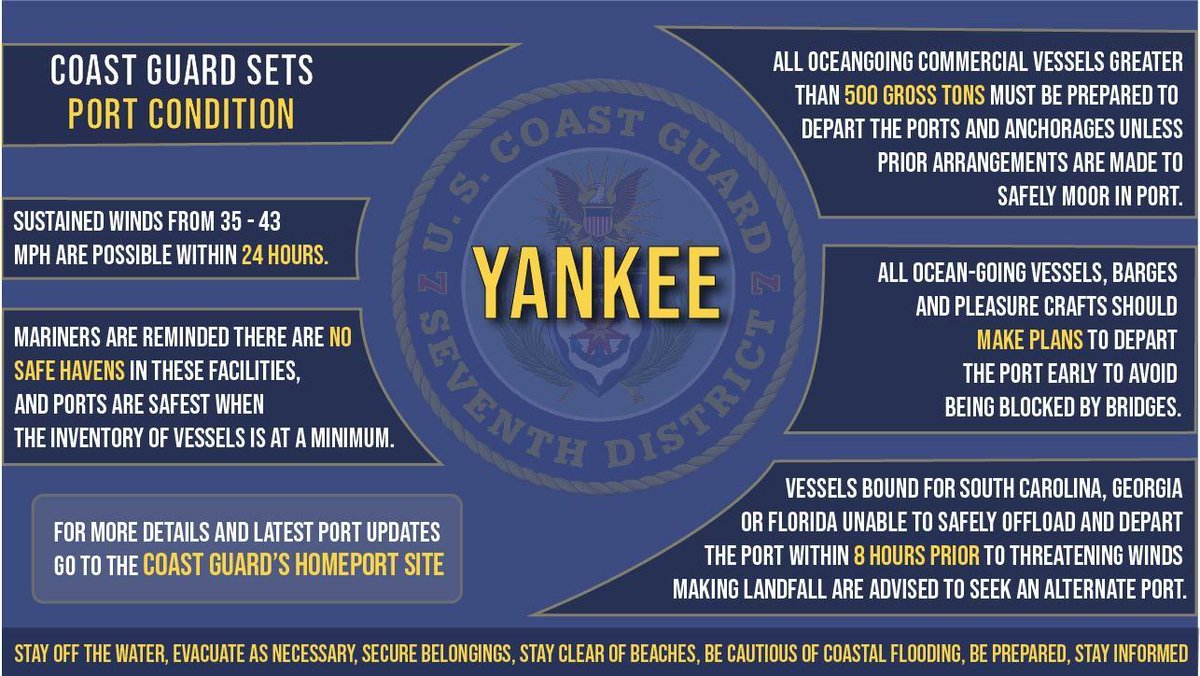 COAST GUARD SETS
PORT CONDITION
SUSTAINED WINDS FROM 35 - 43
MPH ARE POSSIBLE WITHIN 24 HOURS.
MARINERS ARE REMINDED THERE ARE NO
SAFE HAVENS IN THESE FACILITIES,
AND PORTS ARE SAFEST WHEN
THE INVENTORY OF VESSELS IS AT A MINIMUM.
FOR MORE DETAILS AND LATEST PORT UPDATES
GO TO THE COAST GUARD'S HOMEPORT SITE
U. S. COAST GUARD
7 7
YANKEE
SEVENTH DISTRICT
ALL OCEANGOING COMMERCIAL VESSELS GREATER
THAN 500 GROSS TONS MUST BE PREPARED TO
DEPART THE PORTS AND ANCHORAGES UNLESS
PRIOR ARRANGEMENTS ARE MADE TO
SAFELY MOOR IN PORT.
ALL OCEAN-GOING VESSELS, BARGES
AND PLEASURE CRAFTS SHOULD
MAKE PLANS TO DEPART
THE PORT EARLY TO AVOID
BEING BLOCKED BY BRIDGES.
VESSELS BOUND FOR SOUTH CAROLINA, GEORGIA
OR FLORIDA UNABLE TO SAFELY OFFLOAD AND DEPART
THE PORT WITHIN 8 HOURS PRIOR TO THREATENING WINDS
MAKING LANDFALL ARE ADVISED TO SEEK AN ALTERNATE PORT.
STAY OFF THE WATER, EVACUATE AS NECESSARY, SECURE BELONGINGS, STAY CLEAR OF BEACHES, BE CAUTIOUS OF COASTAL FLOODING, BE PREPARED, STAY INFORMED